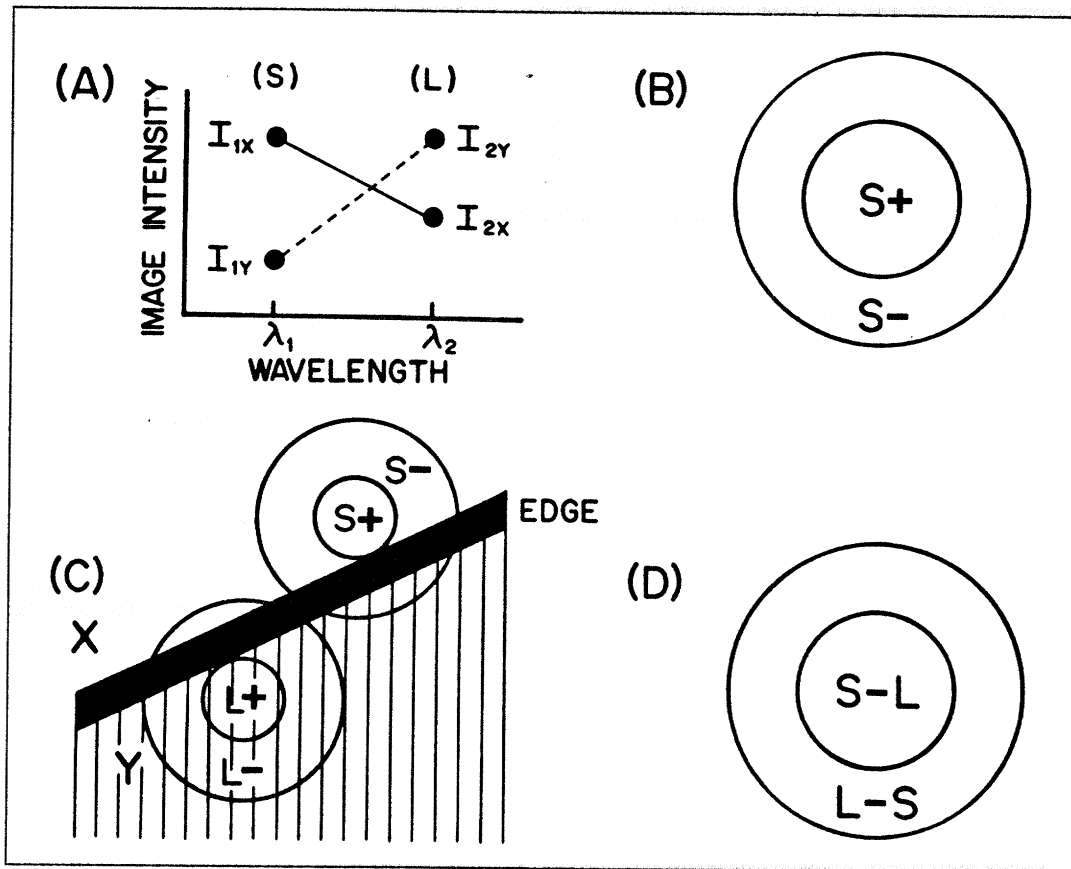 (A)
(S) (L)
IMAGE INTENSITY
I1X I2Y
I2X
I1Y
λ1 λ2
WAVELENGTH
(B)
S+
S-
(C)
S-
S+
EDGE
X
L+
Y L-
(D)
S-L
L-S